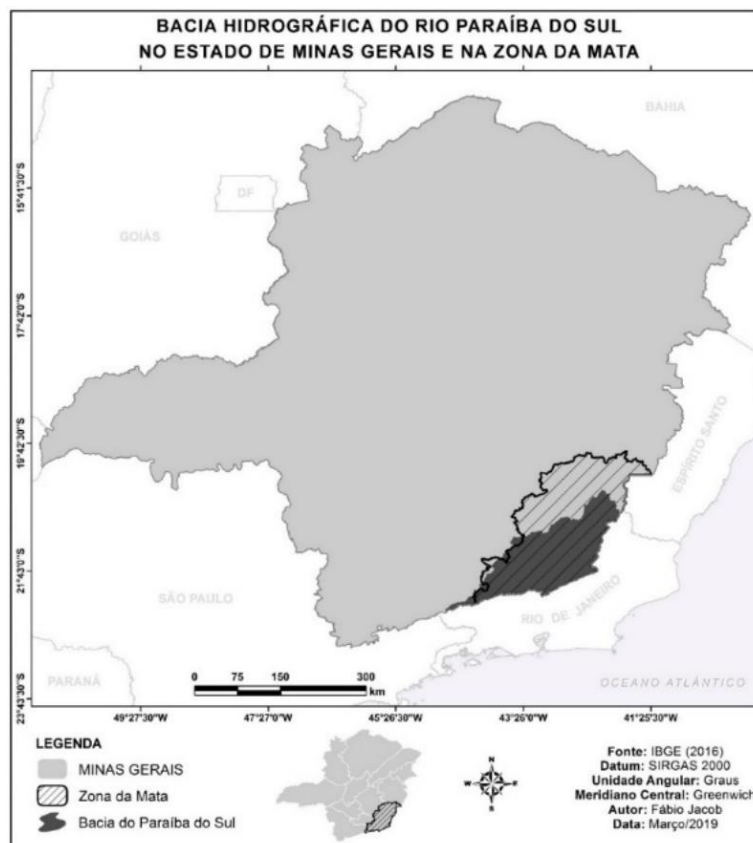 BACIA HIDROGRÁFICA DO RIO PARAÍBA DO SUL
NO ESTADO DE MINAS GERAIS E NA ZONA DA MATA
BAHIA
DF
GOIÁS
ESPÍRITO SANTO
SÃO PAULO
RIO DE JANEIRO
PARANÁ
OCEANO ATLÂNTICO
15°41'30"S
17°42'0"S
19°42'30"S
21°43'0"S
23°43'30"S
0 75 150 300
km
49°27'30"W 47°27'0"W 45°26'30"W 43°26'0"W 41°25'30"W
LEGENDA
MINAS GERAIS
Zona da Mata
Bacia do Paraíba do Sul
N
W E
S
Fonte: IBGE (2016)
Datum: SIRGAS 2000
Unidade Angular: Graus
Meridiano Central: Greenwich
Autor: Fábio Jacob
Data: Março/2019